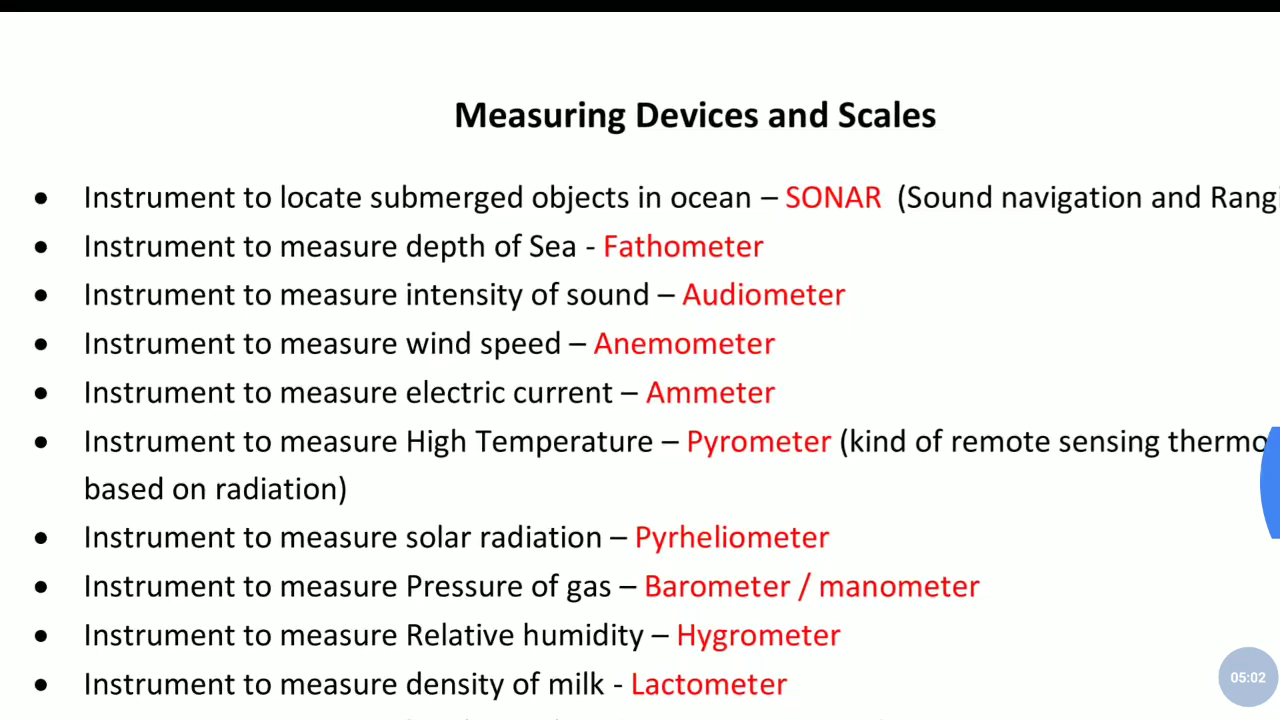 Measuring Devices and Scales
• Instrument to locate submerged objects in ocean – SONAR (Sound navigation and Rangi
• Instrument to measure depth of Sea - Fathometer
• Instrument to measure intensity of sound – Audiometer
• Instrument to measure wind speed – Anemometer
• Instrument to measure electric current – Ammeter
• Instrument to measure High Temperature – Pyrometer (kind of remote sensing thermo
based on radiation)
• Instrument to measure solar radiation – Pyrheliometer
• Instrument to measure Pressure of gas – Barometer / manometer
• Instrument to measure Relative humidity – Hygrometer
• Instrument to measure density of milk - Lactometer
05:02